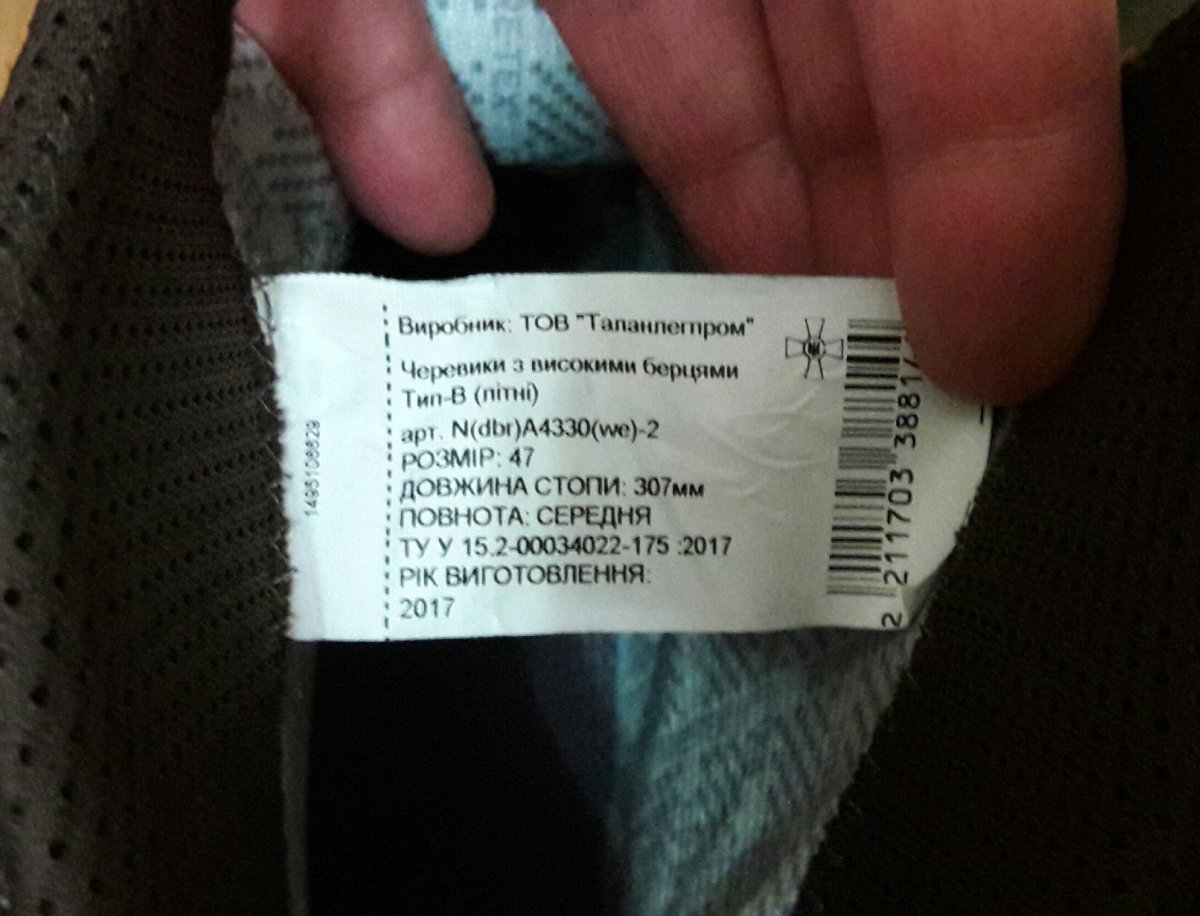 Виробник: ТОВ "Таланлегпром"
Черевики з високими берцями
Тип-В (літні)
арт. N(dbr)A4330(we)-2
РОЗМІР: 47
ДОВЖИНА СТОПИ: 307мм
ПОВНОТА: СЕРЕДНЯ
ТУ У 15.2-00034022-175 :2017
РІК ВИГОТОВЛЕННЯ:
2017
1495106629
2 211703 3881